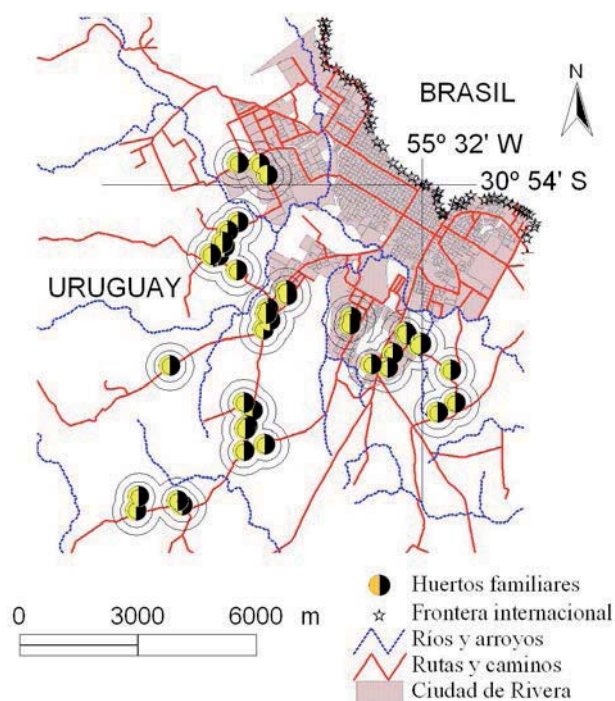 BRASIL
N
55º 32' W
30º 54' S
URUGUAY
0 3000 6000 m
Huertos familiares
Frontera internacional
Ríos y arroyos
Rutas y caminos
Ciudad de Rivera